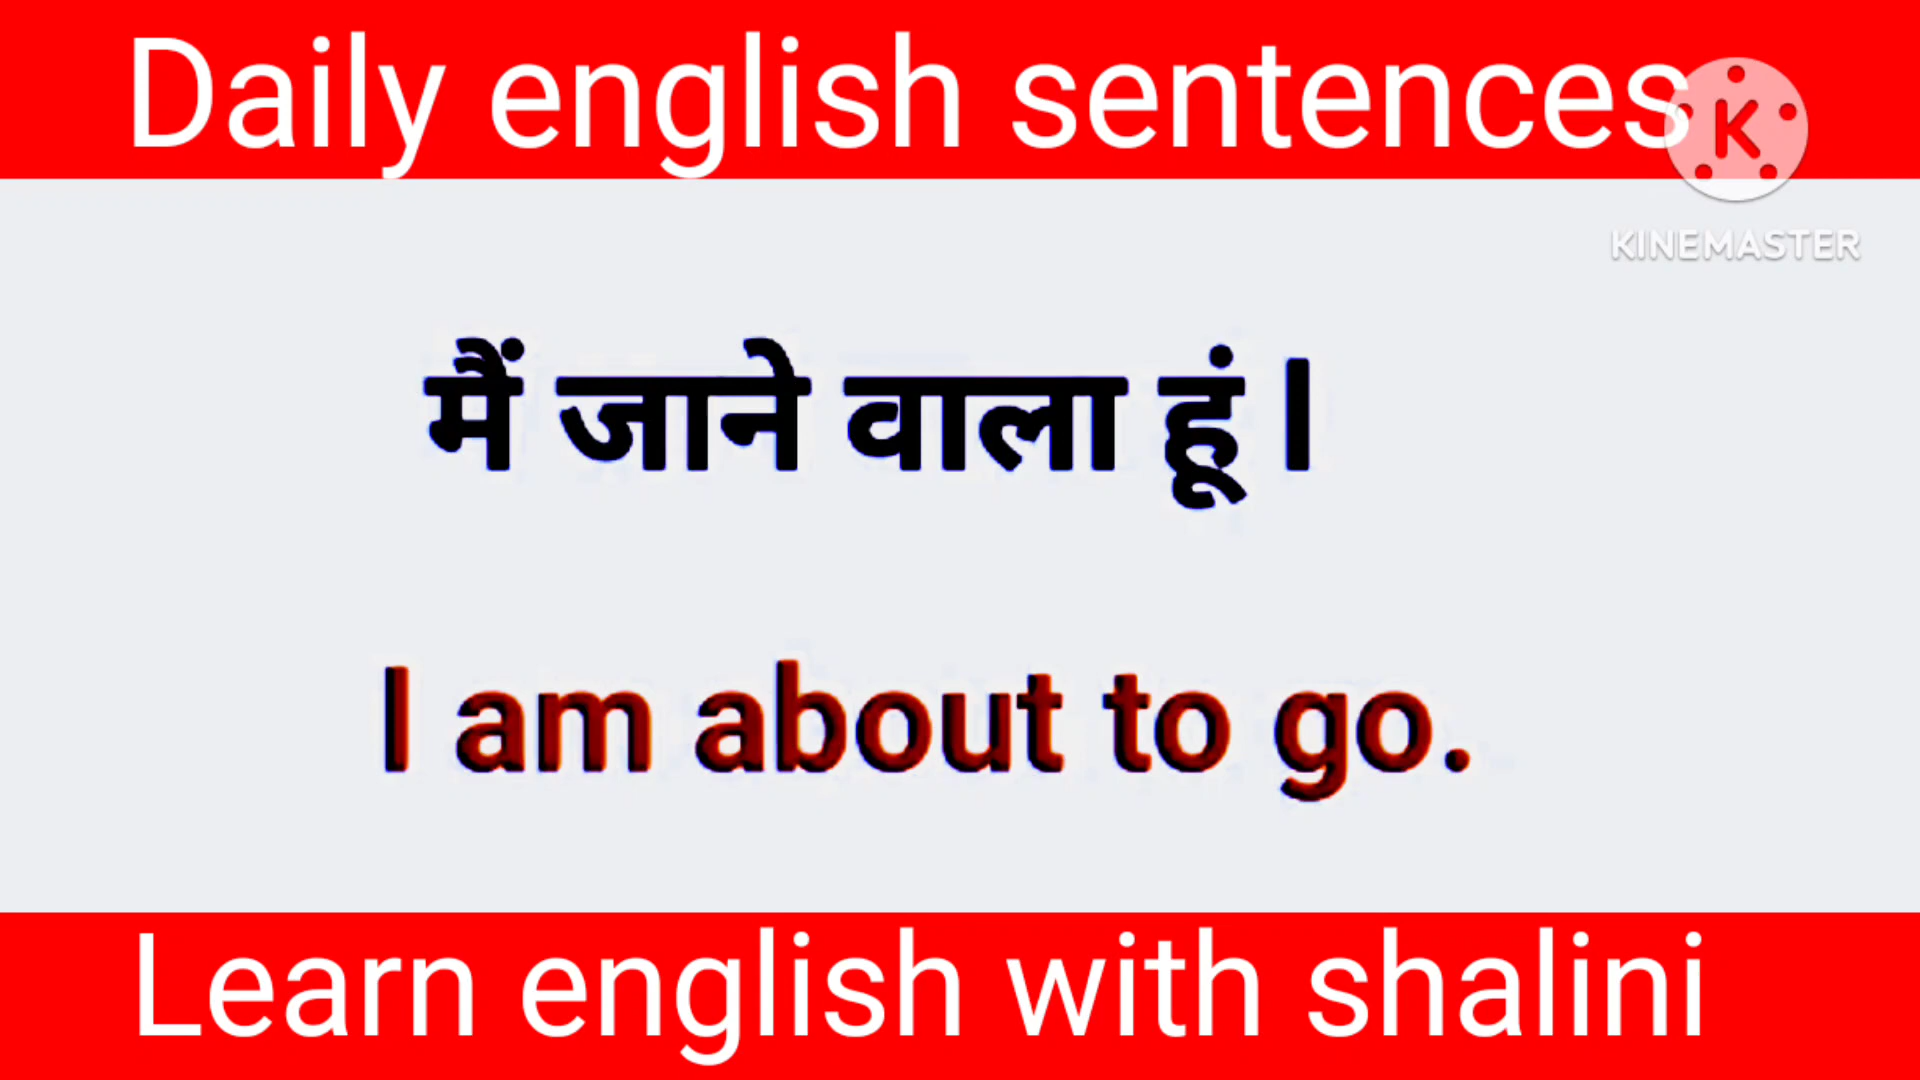 Daily english sentences
K
KINEMASTER
मैं जाने वाला हूं।
I am about to go.
Learn english with shalini